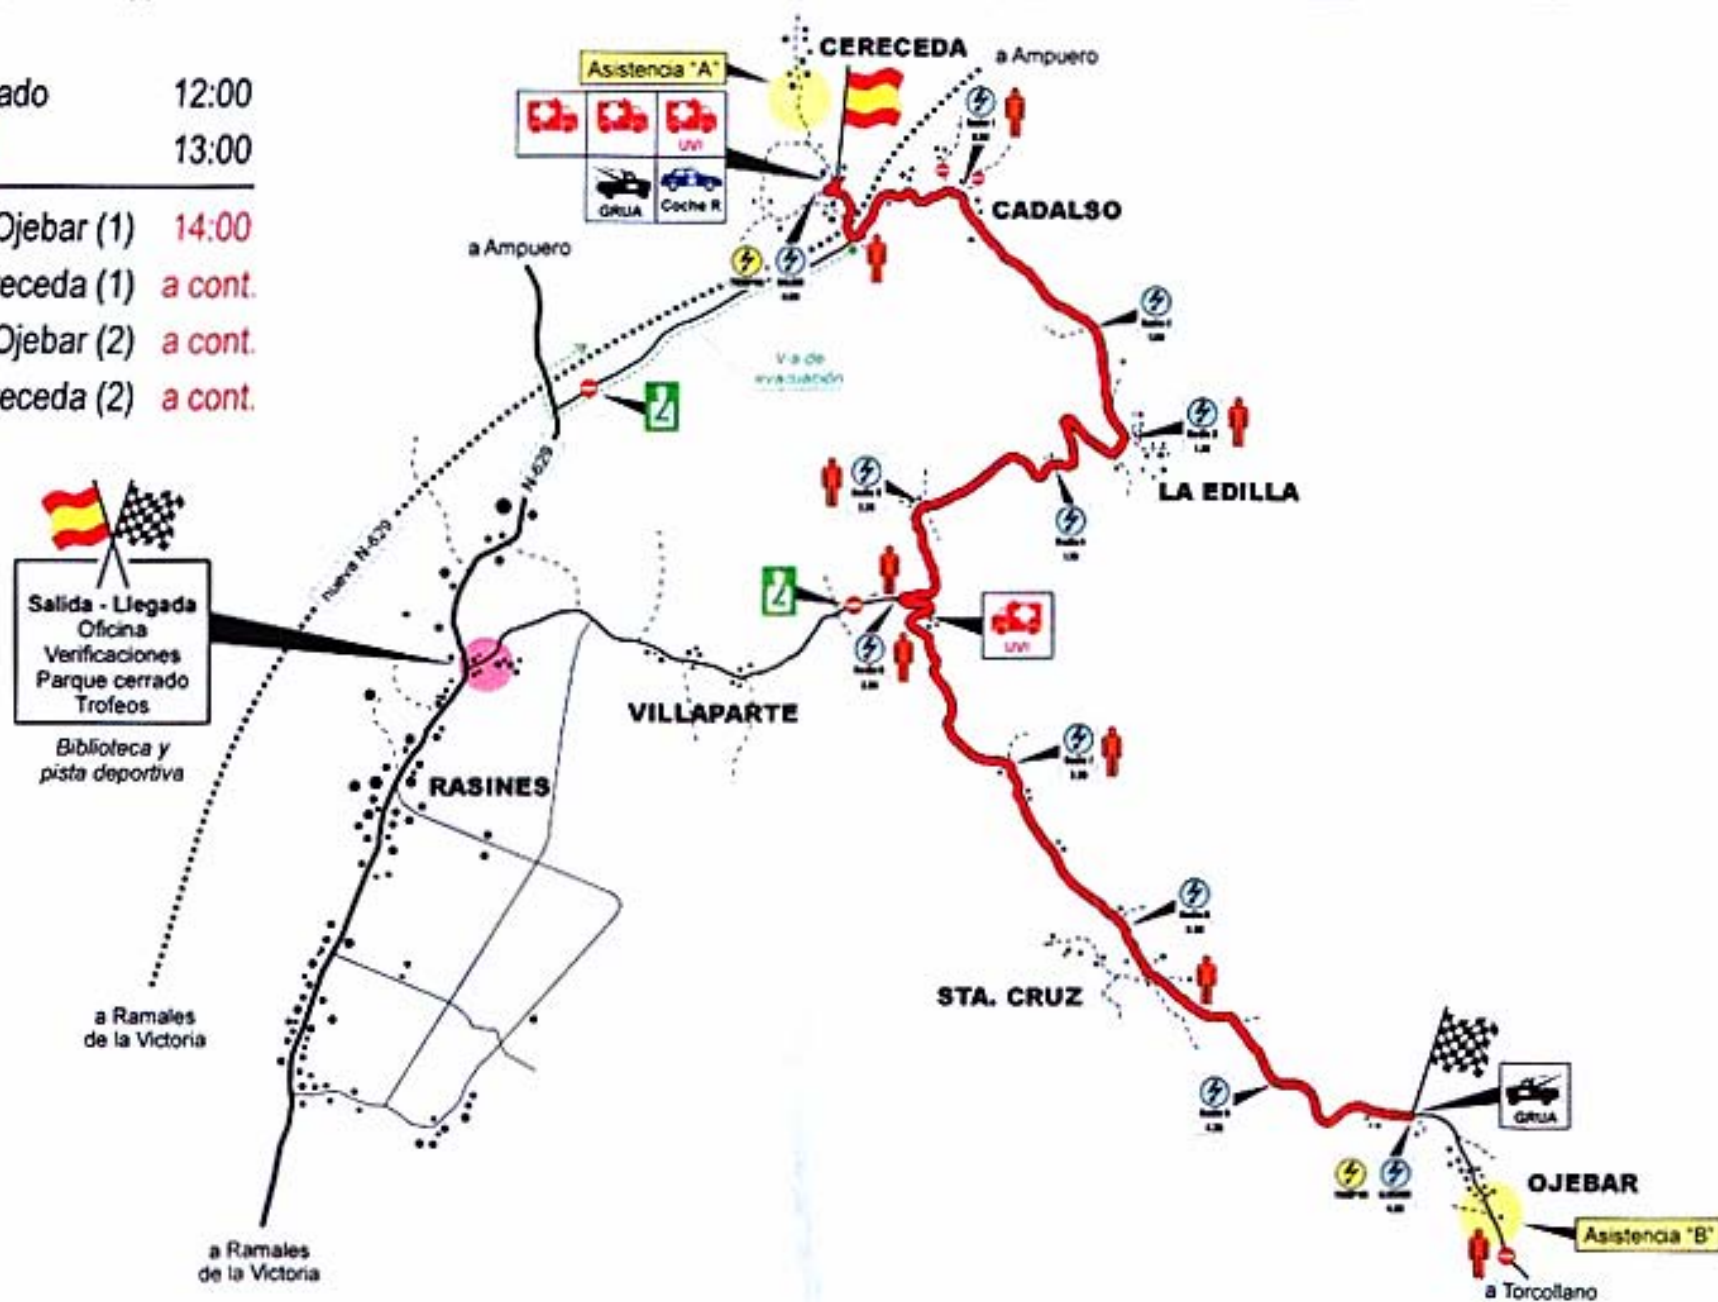 ado 12:00
13:00
Ojebar (1) 14:00
eceda (1) a cont.
Ojebar (2) a cont.
eceda (2) a cont.
CERECEDA
Asistencia "A"
a Ampuero
UVI
GRUA
Coche R
CADALSO
a Ampuero
Vía de
evacuación
N-629
nueva N-629
LA EDILLA
Salida - Llegada
Oficina
Verificaciones
Parque cerrado
Trofeos
Biblioteca y
pista deportiva
UVI
VILLAPARTE
RASINES
STA. CRUZ
a Ramales
de la Victoria
GRUA
OJEBAR
Asistencia "B"
a Ramales
de la Victoria
a Torcollano